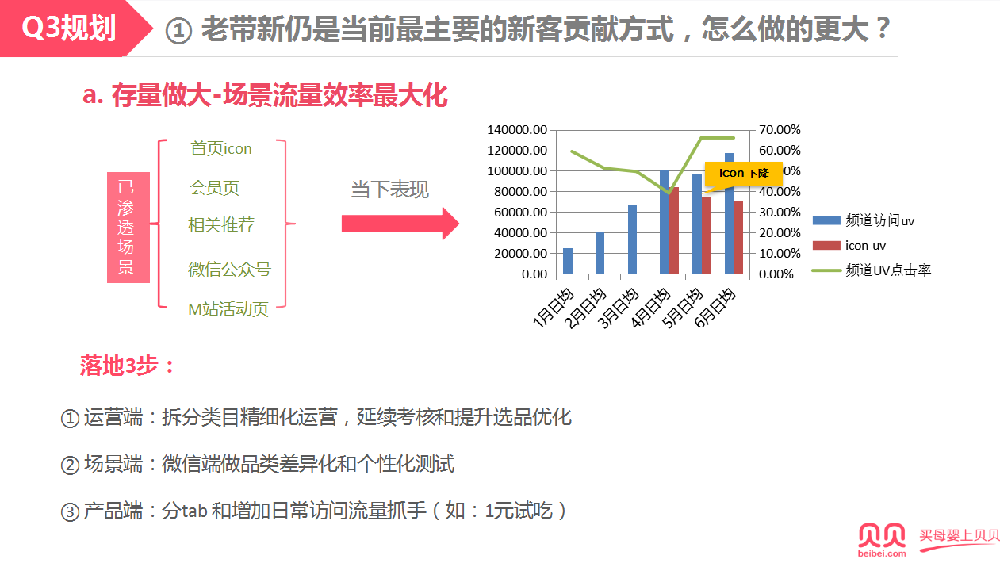 Q3规划
① 老带新仍是当前最主要的新客贡献方式，怎么做的更大？
a. 存量做大-场景流量效率最大化
已渗透场景
首页icon
会员页
相关推荐
微信公众号
M站活动页
当下表现
140000.00
120000.00
100000.00
80000.00
60000.00
40000.00
20000.00
0.00
70.00%
60.00%
0%
40.00%
30.00%
20.00%
10.00%
0.00%
icon 下降
1月日均
2月日均
3月日均
4月日均
5月日均
6月日均
频道访问uv
icon uv
频道UV点击率
落地3步：
① 运营端：拆分类目精细化运营，延续考核和提升选品优化
② 场景端：微信端做品类差异化和个性化测试
③ 产品端：分tab 和增加日常访问流量抓手（如：1元试吃）
贝贝
beibei.com
买母婴上贝贝